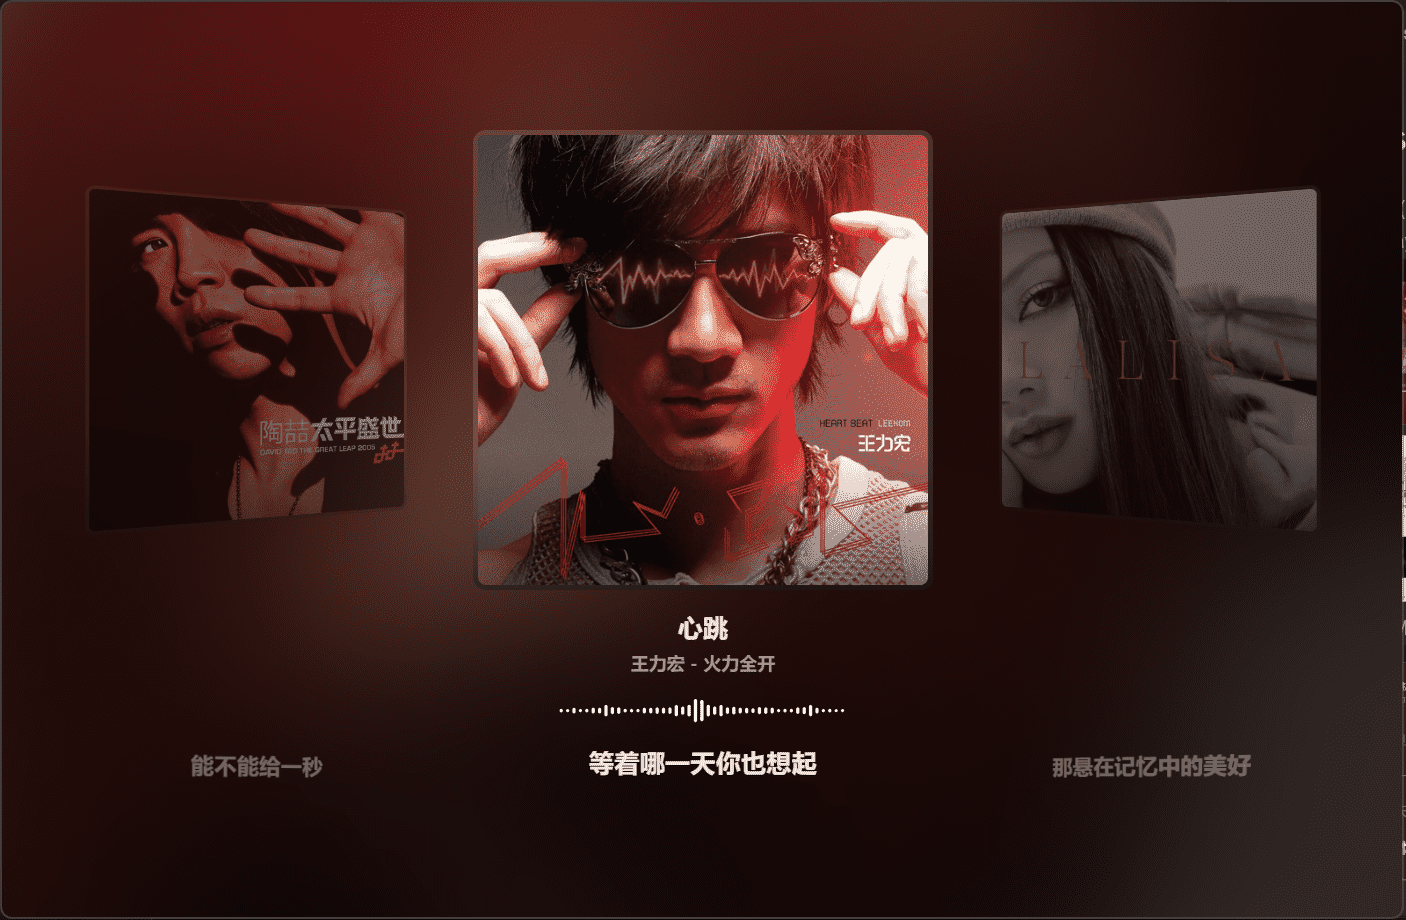 陶喆太平盛世
DAVID AND THE GREAT LEAP 2005
LALISA
HEART BEAT LEEHOM
王力宏
心跳
王力宏 - 火力全开
能不能给一秒
等着哪一天你也想起
那悬在记忆中的美好